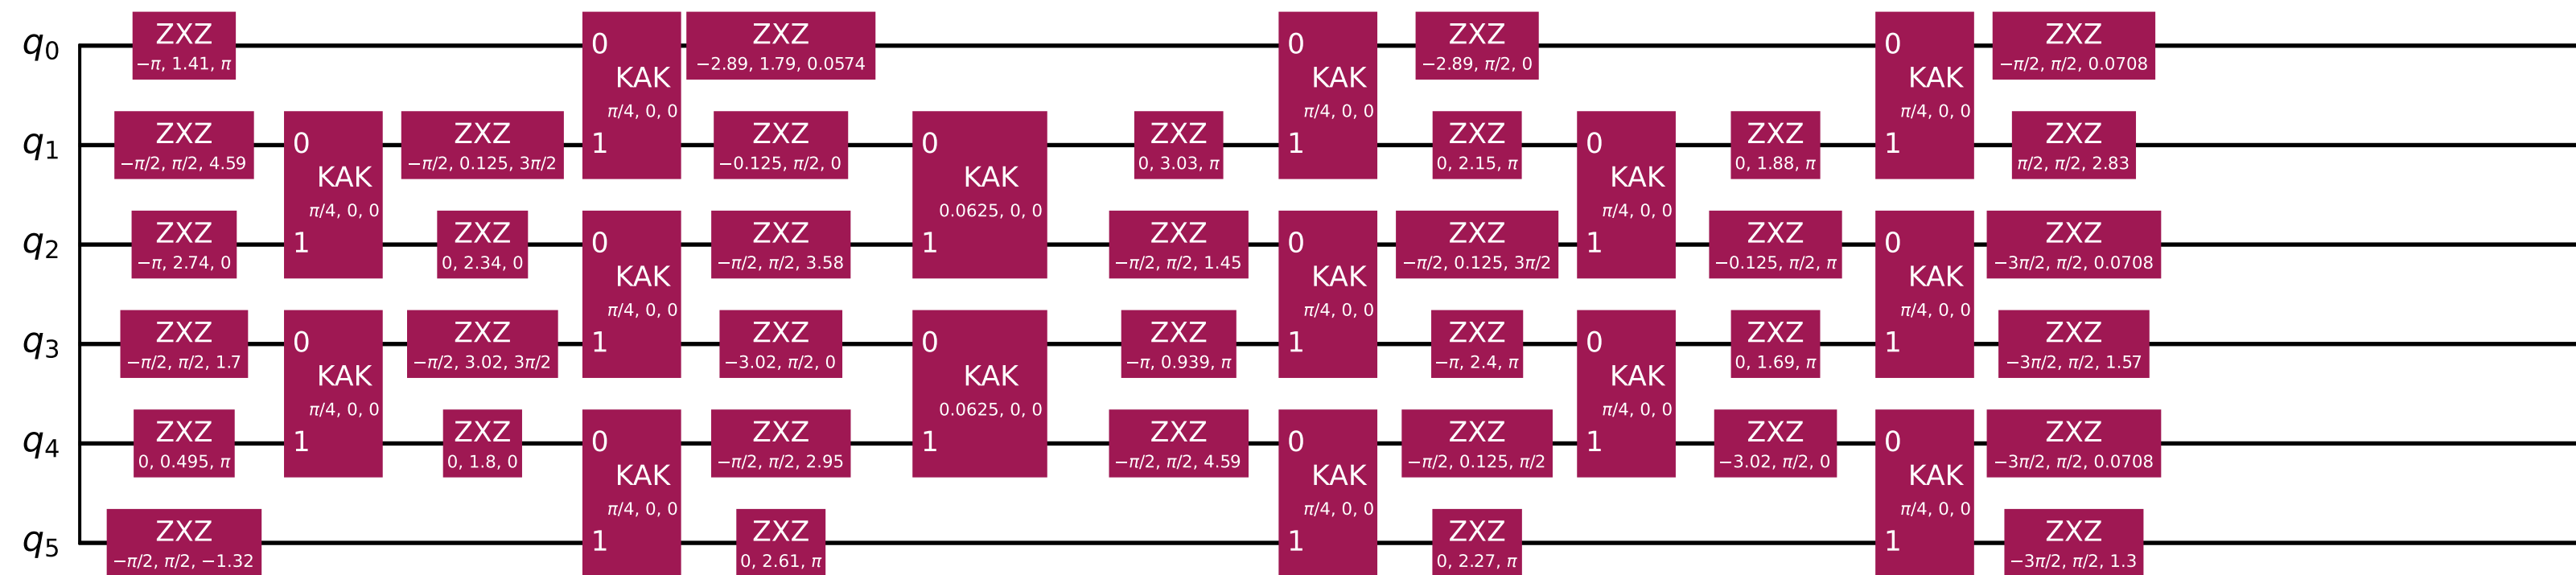 q0 ZXZ 0 ZXZ 0 ZXZ 0 ZXZ
−π, 1.41, π KAK −2.89, 1.79, 0.0574 KAK −2.89, π/2, 0 KAK −π/2, π/2, 0.0708
π/4, 0, 0 π/4, 0, 0 π/4, 0, 0
q1 ZXZ 0 ZXZ 1 ZXZ 0 ZXZ 1 ZXZ 0 ZXZ 1 ZXZ
−π/2, π/2, 4.59 KAK −π/2, 0.125, 3π/2 −0.125, π/2, 0 KAK 0, 3.03, π 0, 2.15, π KAK 0, 1.88, π π/2, π/2, 2.83
π/4, 0, 0 0.0625, 0, 0 π/4, 0, 0
q2 ZXZ 1 ZXZ 0 ZXZ 1 ZXZ 0 ZXZ 1 ZXZ 0 ZXZ
−π, 2.74, 0 0, 2.34, 0 KAK −π/2, π/2, 3.58 −π/2, π/2, 1.45 KAK −π/2, 0.125, 3π/2 −0.125, π/2, π KAK −3π/2, π/2, 0.0708
π/4, 0, 0 π/4, 0, 0 π/4, 0, 0
q3 ZXZ 0 ZXZ 1 ZXZ 0 ZXZ 1 ZXZ 0 ZXZ 1 ZXZ
−π/2, π/2, 1.7 KAK −π/2, 3.02, 3π/2 −3.02, π/2, 0 KAK −π, 0.939, π −π, 2.4, π KAK 0, 1.69, π −3π/2, π/2, 1.57
π/4, 0, 0 0.0625, 0, 0 π/4, 0, 0
q4 ZXZ 1 ZXZ 0 ZXZ 1 ZXZ 0 ZXZ 1 ZXZ 0 ZXZ
0, 0.495, π 0, 1.8, 0 KAK −π/2, π/2, 2.95 −π/2, π/2, 4.59 KAK −π/2, 0.125, π/2 −3.02, π/2, 0 KAK −3π/2, π/2, 0.0708
π/4, 0, 0 π/4, 0, 0 π/4, 0, 0
q5 ZXZ 1 ZXZ 1 ZXZ 1 ZXZ
−π/2, π/2, −1.32 0, 2.61, π 0, 2.27, π −3π/2, π/2, 1.3